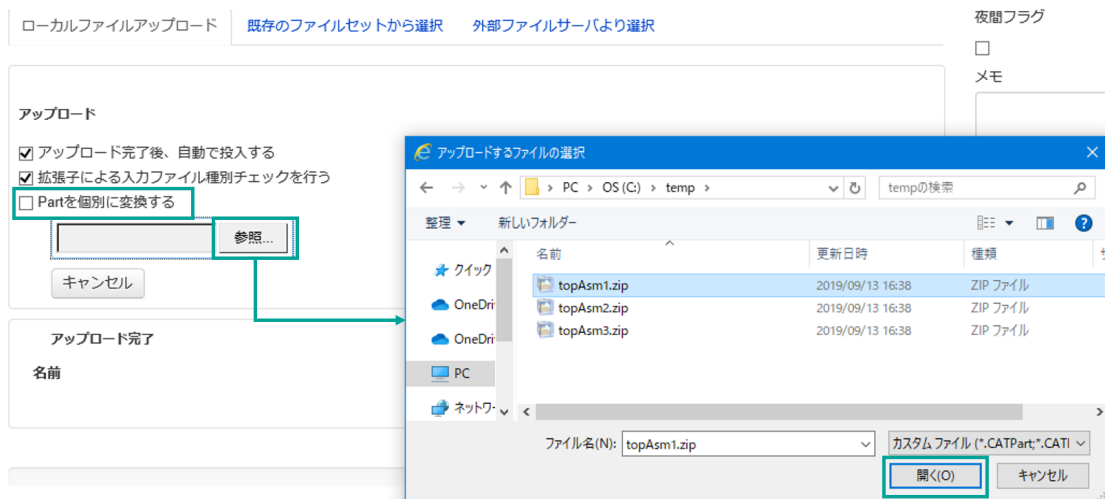 ローカルファイルアップロード 既存のファイルセットから選択 外部ファイルサーバより選択
夜間フラグ
メモ
アップロード
アップロード完了後、自動で投入する
拡張子による入力ファイル種別チェックを行う
Partを個別に変換する
参照...
キャンセル
アップロード完了
名前
アップロードするファイルの選択
PC › OS (C:) › temp ›
tempの検索
整理 新しいフォルダー
名前 更新日時 種類
topAsm1.zip 2019/09/13 16:38 ZIP ファイル
topAsm2.zip 2019/09/13 16:38 ZIP ファイル
topAsm3.zip 2019/09/13 16:38 ZIP ファイル
クイック
OneDri
OneDri
PC
ネットワ-
ファイル名(N): topAsm1.zip カスタム ファイル (*.CATPart;*.CATI
開く(O) キャンセル